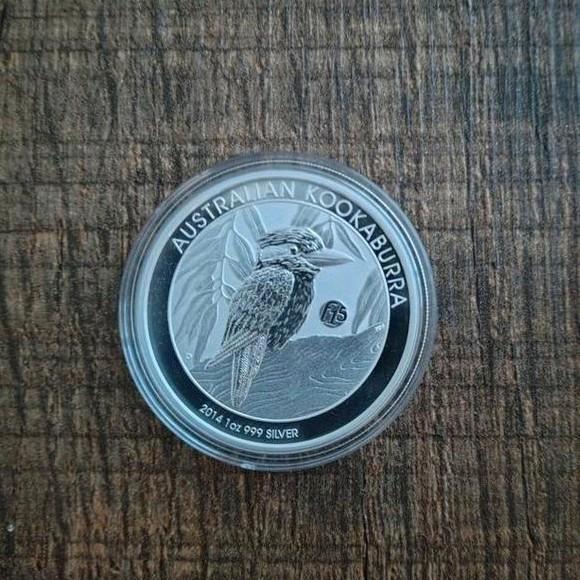 AUSTRALIAN KOOKABURRA
f15
2014 1oz 999 SILVER